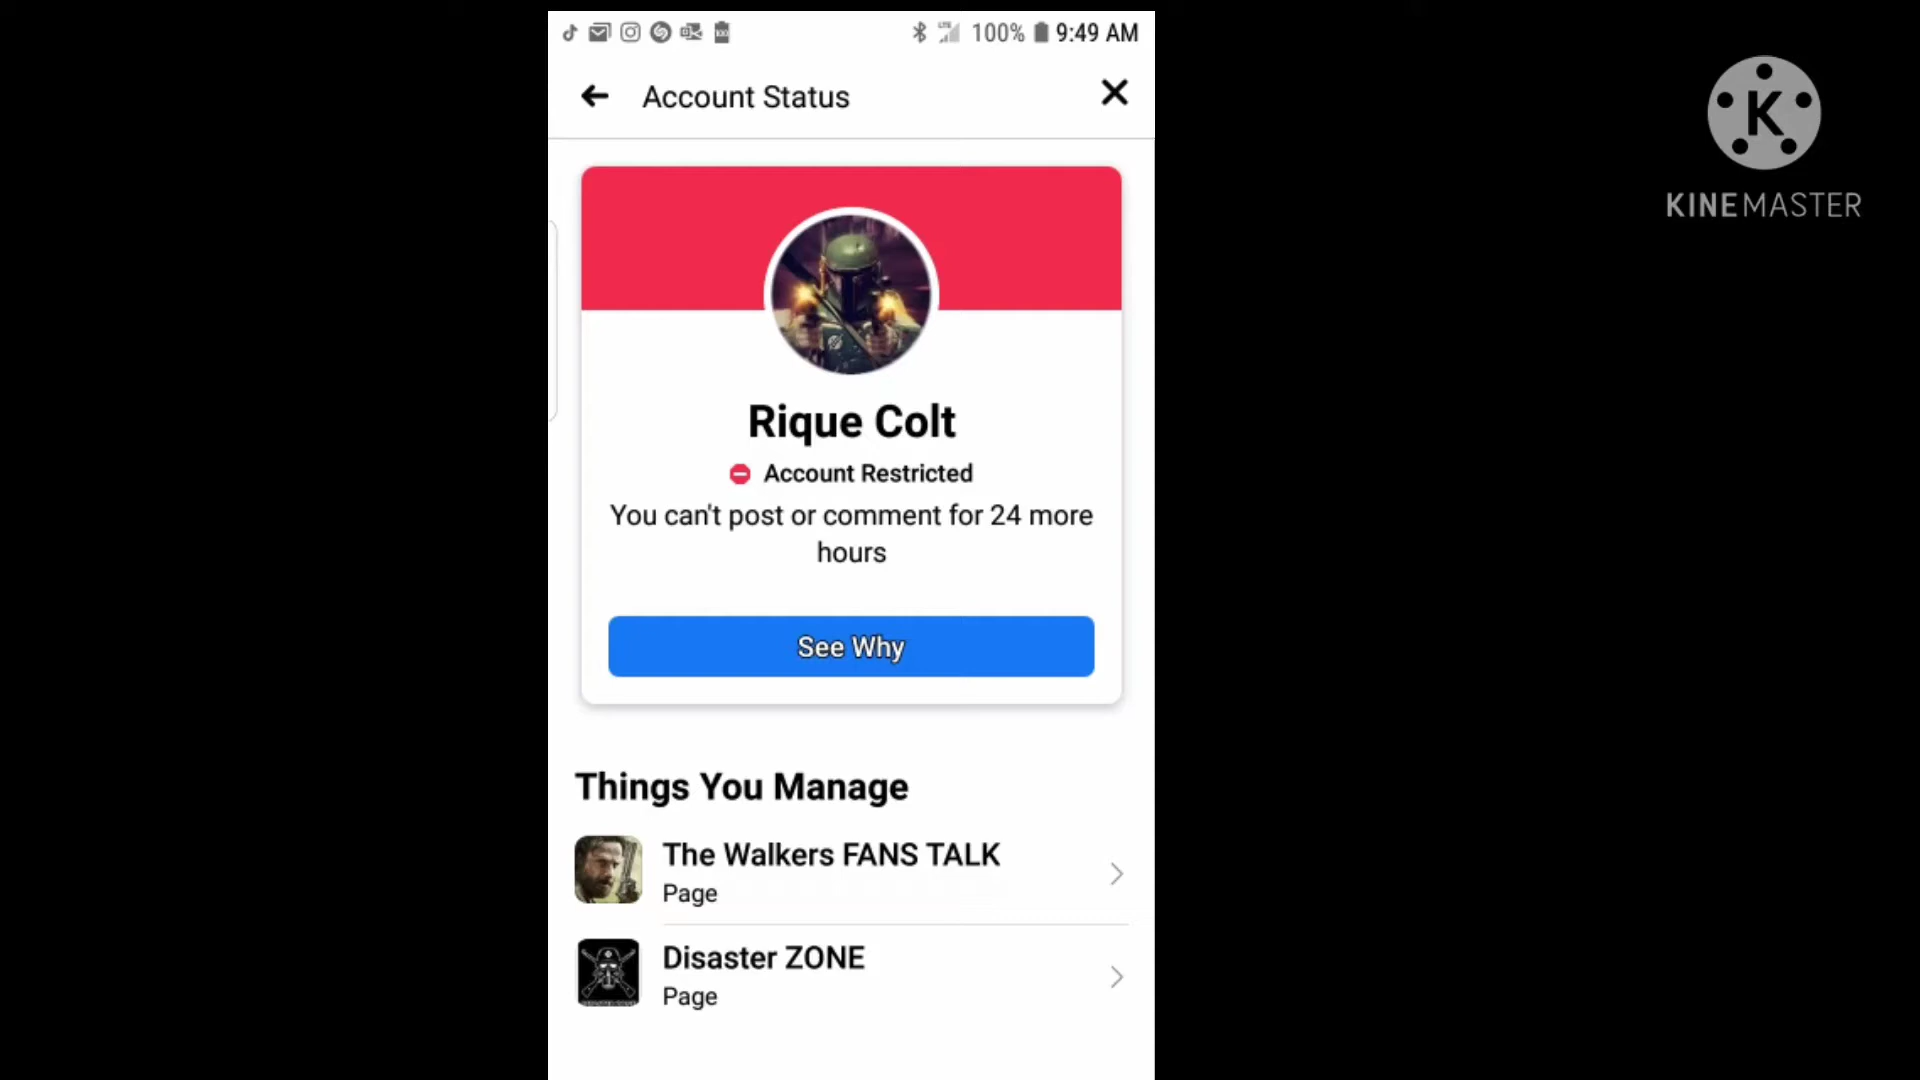 100% 9:49 AM
Account Status
KINEMASTER
Rique Colt
Account Restricted
You can't post or comment for 24 more
hours
See Why
Things You Manage
The Walkers FANS TALK
Page
Disaster ZONE
Page